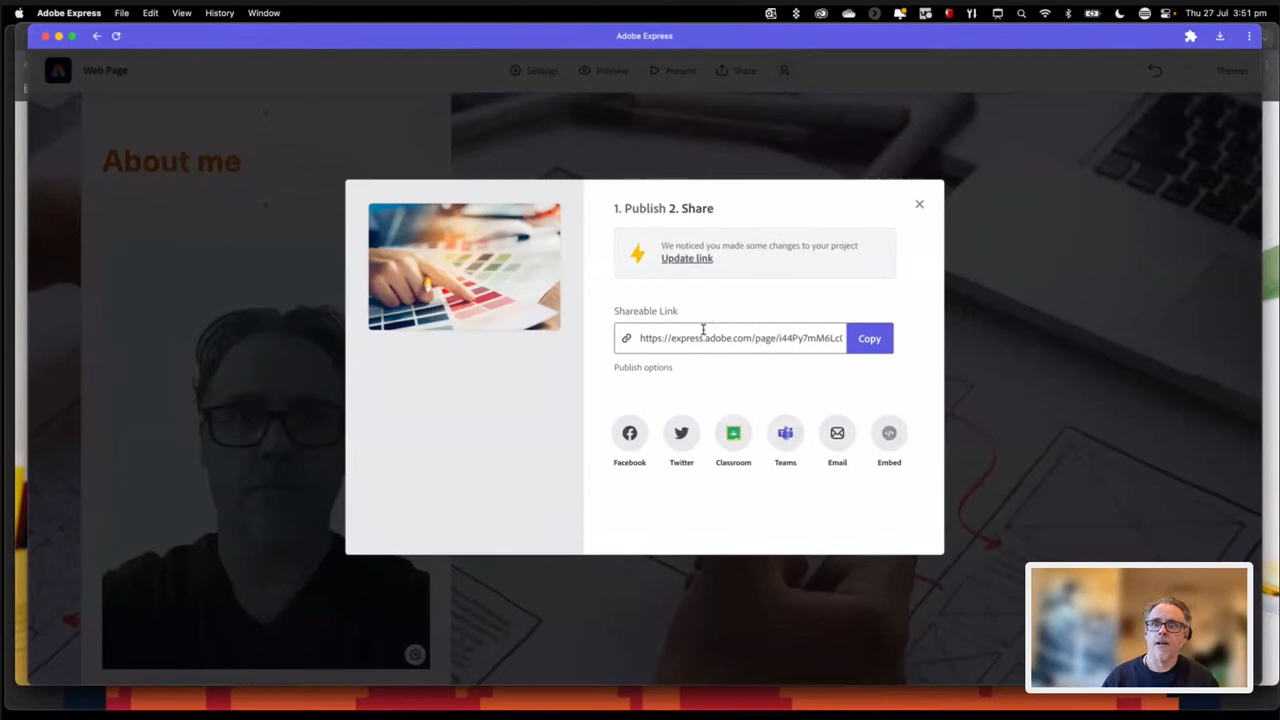 Adobe Express File Edit View History Window Thu 27 Jul 3:51 pm
Adobe Express
Web Page Settings Preview Present Share Themes
About me
1. Publish 2. Share
We noticed you made some changes to your project
Update link
Shareable Link
https://express.adobe.com/page/i44Py7mM6Lc Copy
Publish options
Facebook Twitter Classroom Teams Email Embed